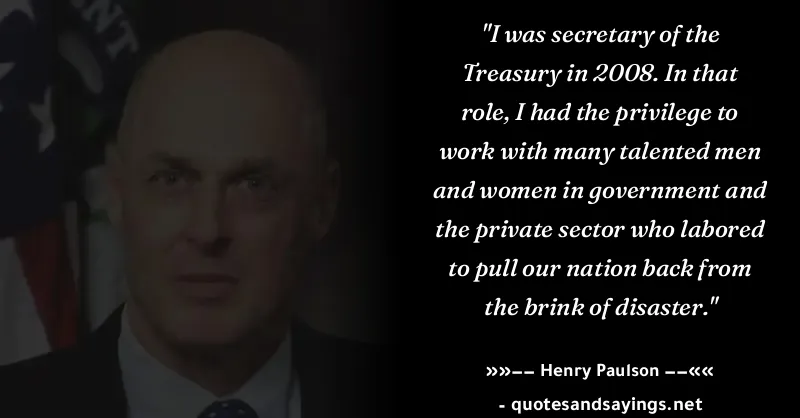 NT
"I was secretary of the
Treasury in 2008. In that
role, I had the privilege to
work with many talented men
and women in government and
the private sector who labored
to pull our nation back from
the brink of disaster."
»»–– Henry Paulson ––««
- quotesandsayings.net